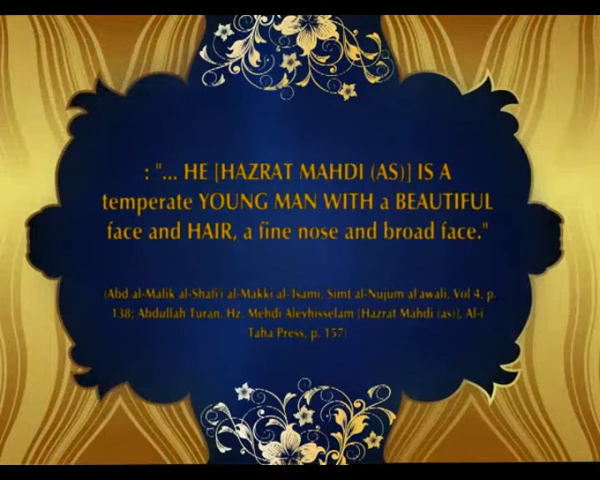 : "... HE [HAZRAT MAHDI (AS)] IS A
temperate YOUNG MAN WITH a BEAUTIFUL
face and HAIR, a fine nose and broad face."
(Abd al-Malik al-Shafi'i al-Makki al-'Isami, Simt al-Nujum al'awali, Vol 4, p.
138; Abdullah Turan, Hz. Mehdi Aleyhisselam [Hazrat Mahdi (as)], Al-i
Taha Press, p. 157)